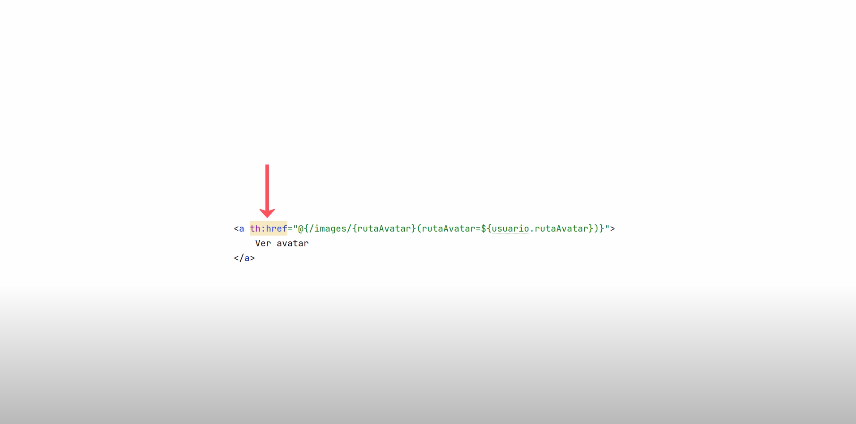 <a th:href="@{/images/{rutaAvatar}(rutaAvatar=${usuario.rutaAvatar})}">
Ver avatar
</a>